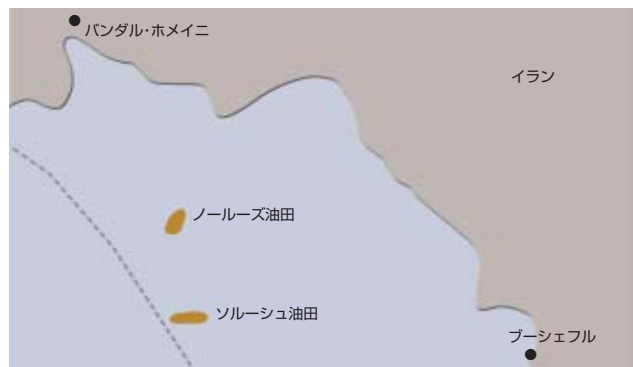 バンダル・ホメイニ
イラン
ノールーズ油田
ソルーシュ油田
ブーシェフル